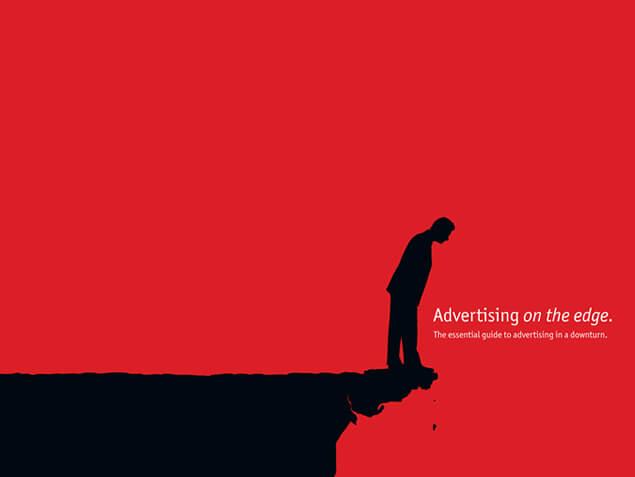 Advertising on the edge.
The essential guide to advertising in a downturn.